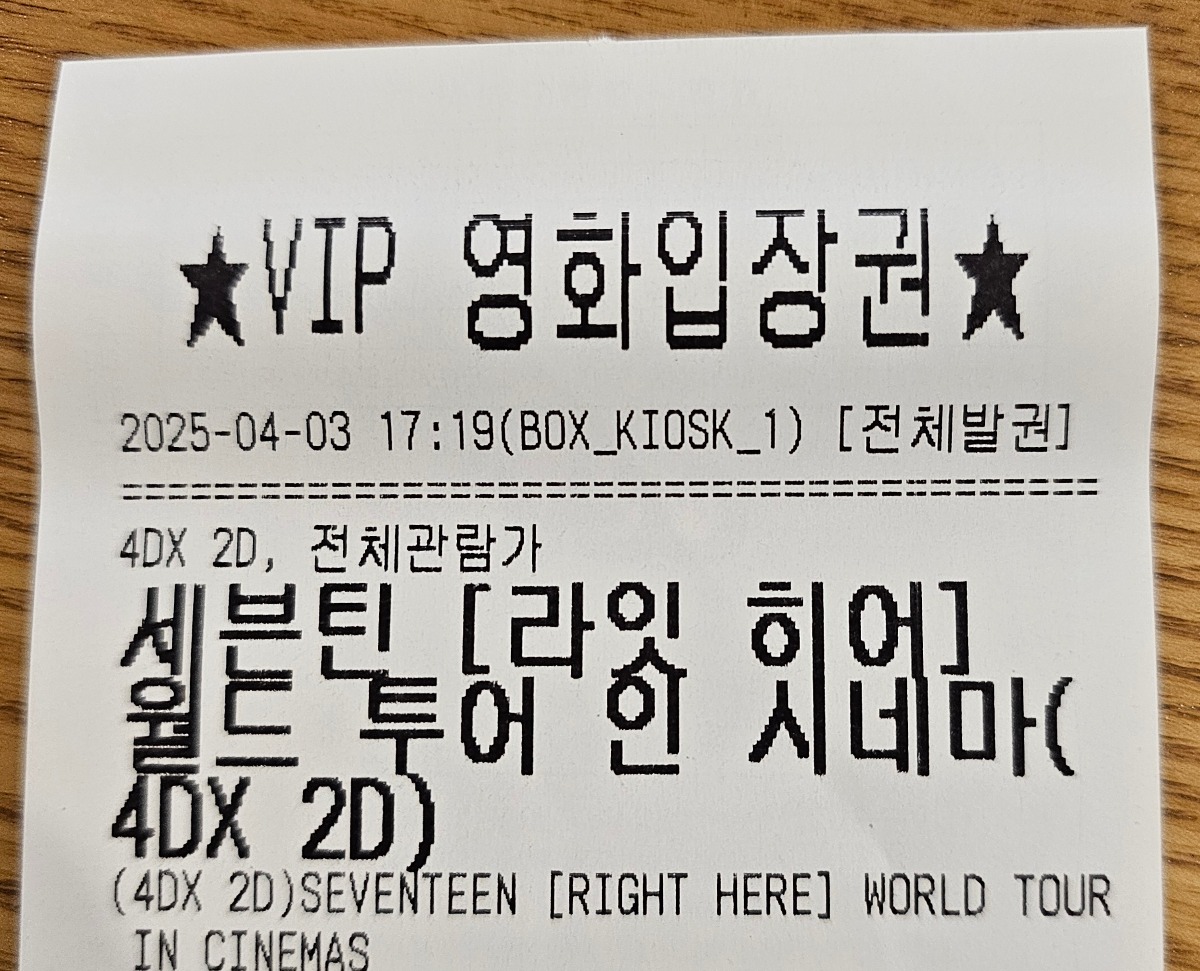 ★VIP 영화입장권★
2025-04-03 17:19(BOX_KIOSK_1) [전체발권]
==========================================
4DX 2D, 전체관람가
세븐틴 [라잇 히어]
월드 투어 인 시네마(
4DX 2D)
(4DX 2D)SEVENTEEN [RIGHT HERE] WORLD TOUR
IN CINEMAS